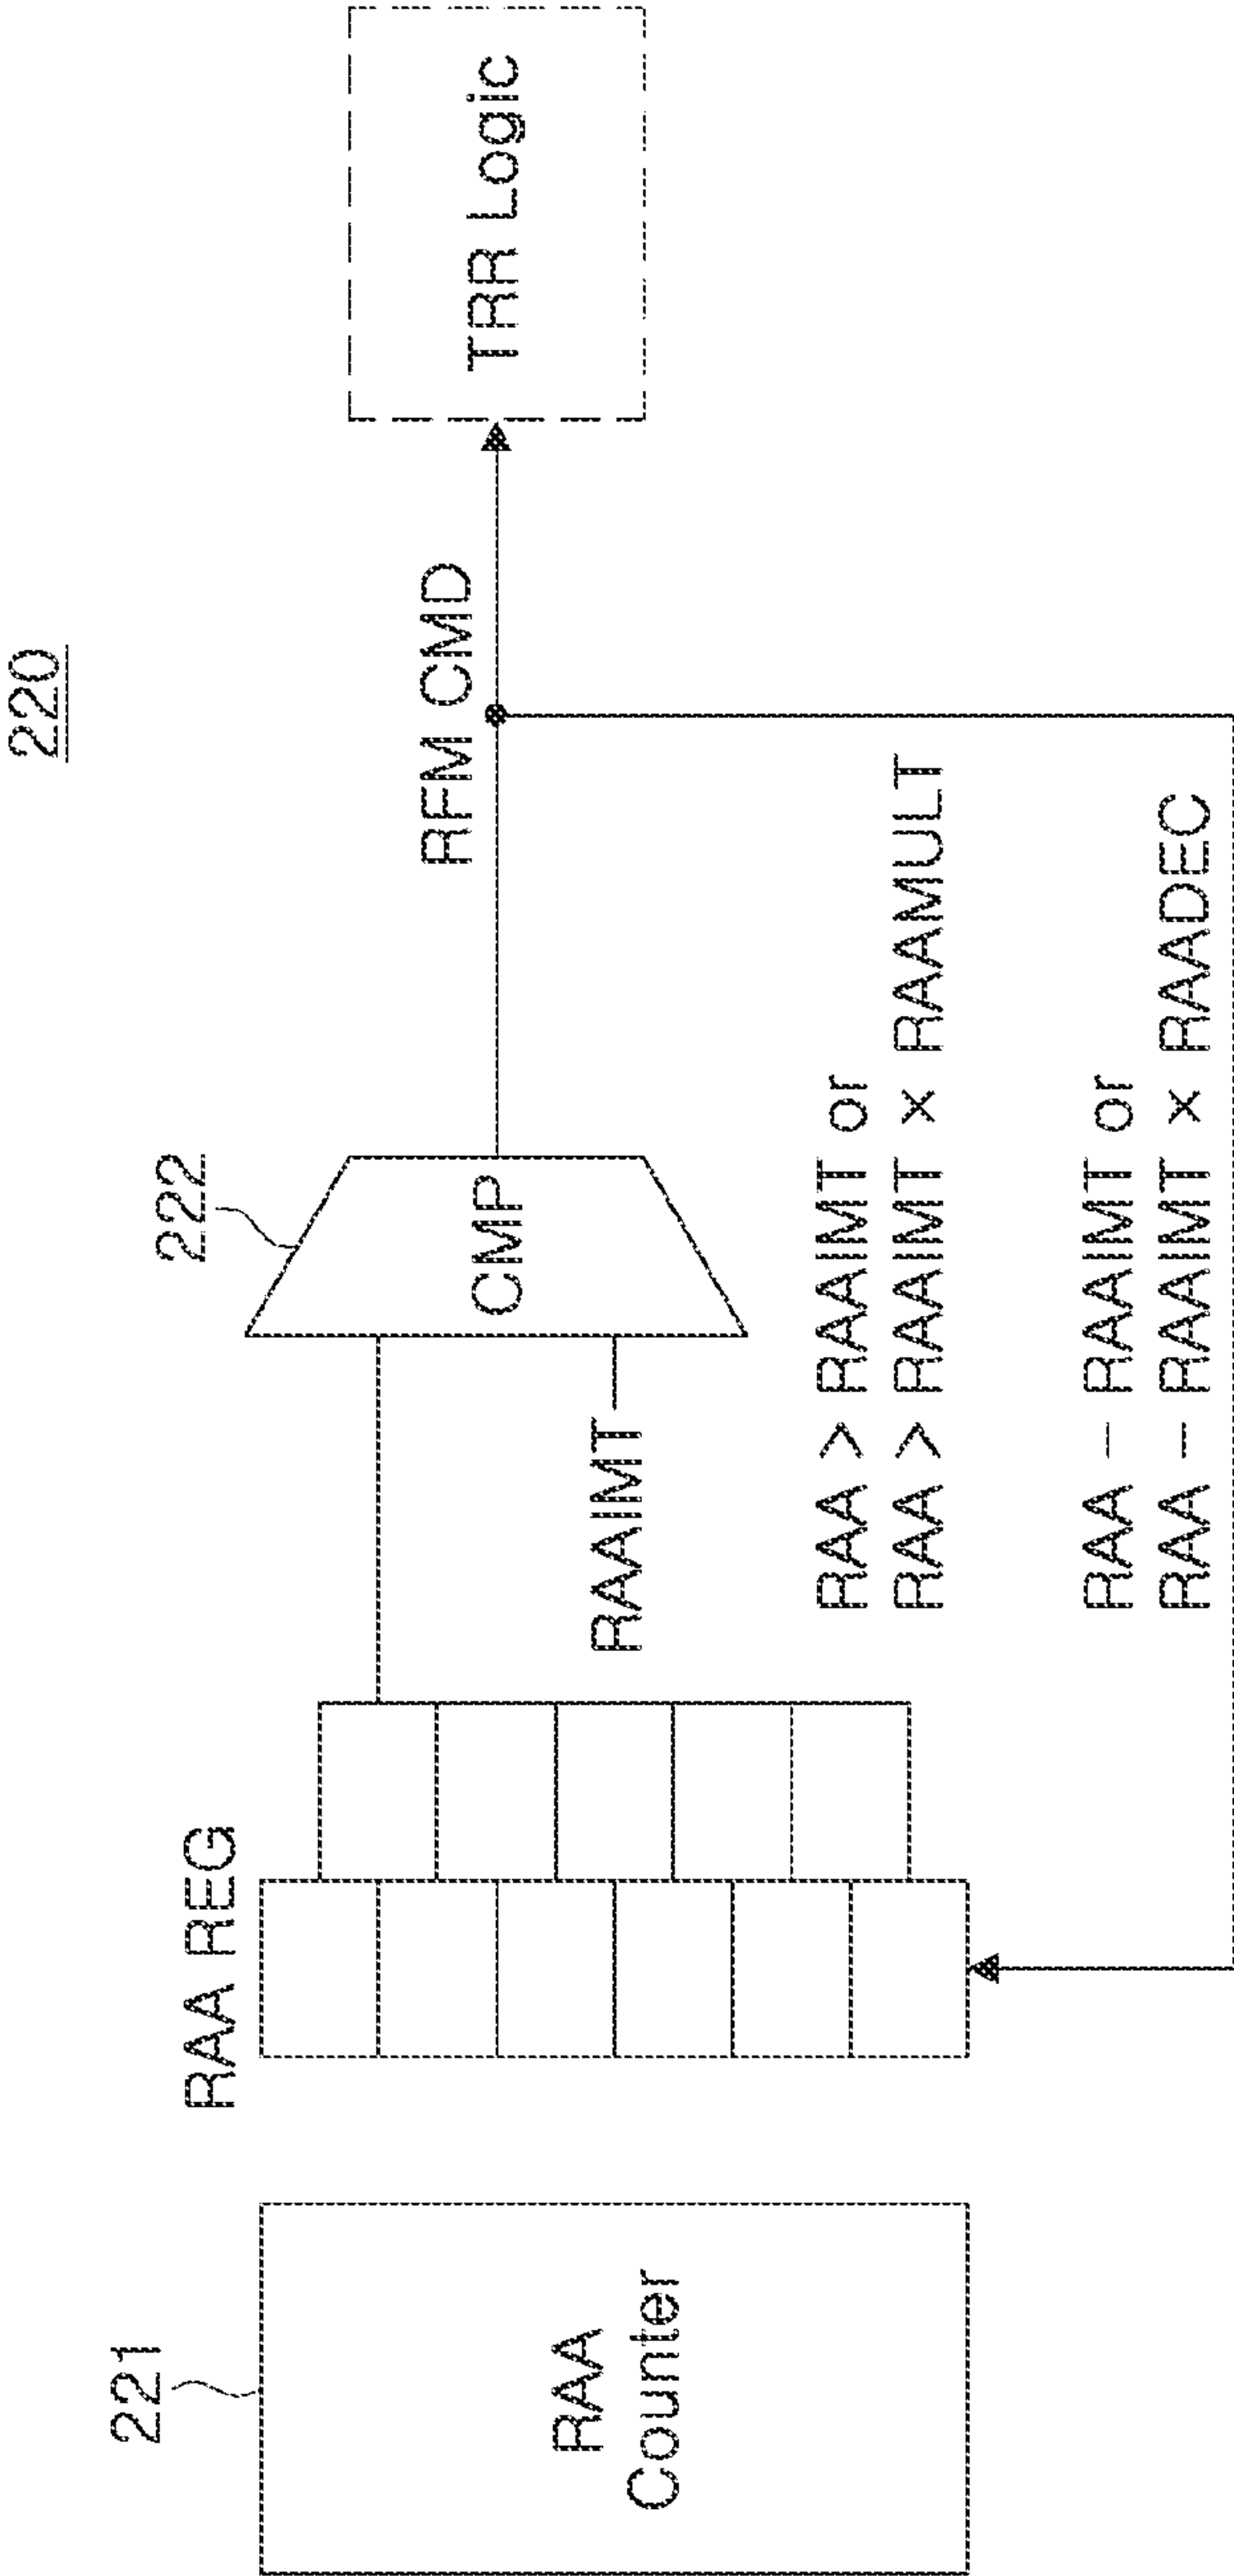 220
221
RAA
Counter
RAA REG
222
CMP
RAAIMT
RFM CMD
TRR Logic
RAA > RAAIMT or
RAA > RAAIMT × RAAMULT
RAA − RAAIMT or
RAA − RAAIMT × RAADEC